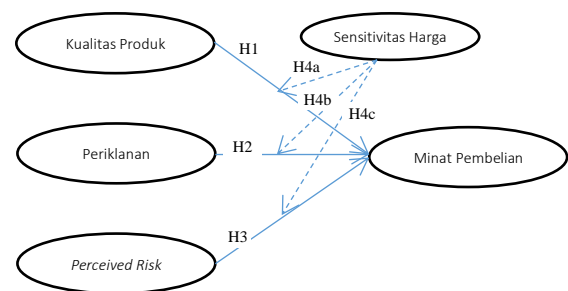 Kualitas Produk
Sensitivitas Harga
H1
H4a
H4b
H4c
Periklanan
H2
Minat Pembelian
H3
Perceived Risk